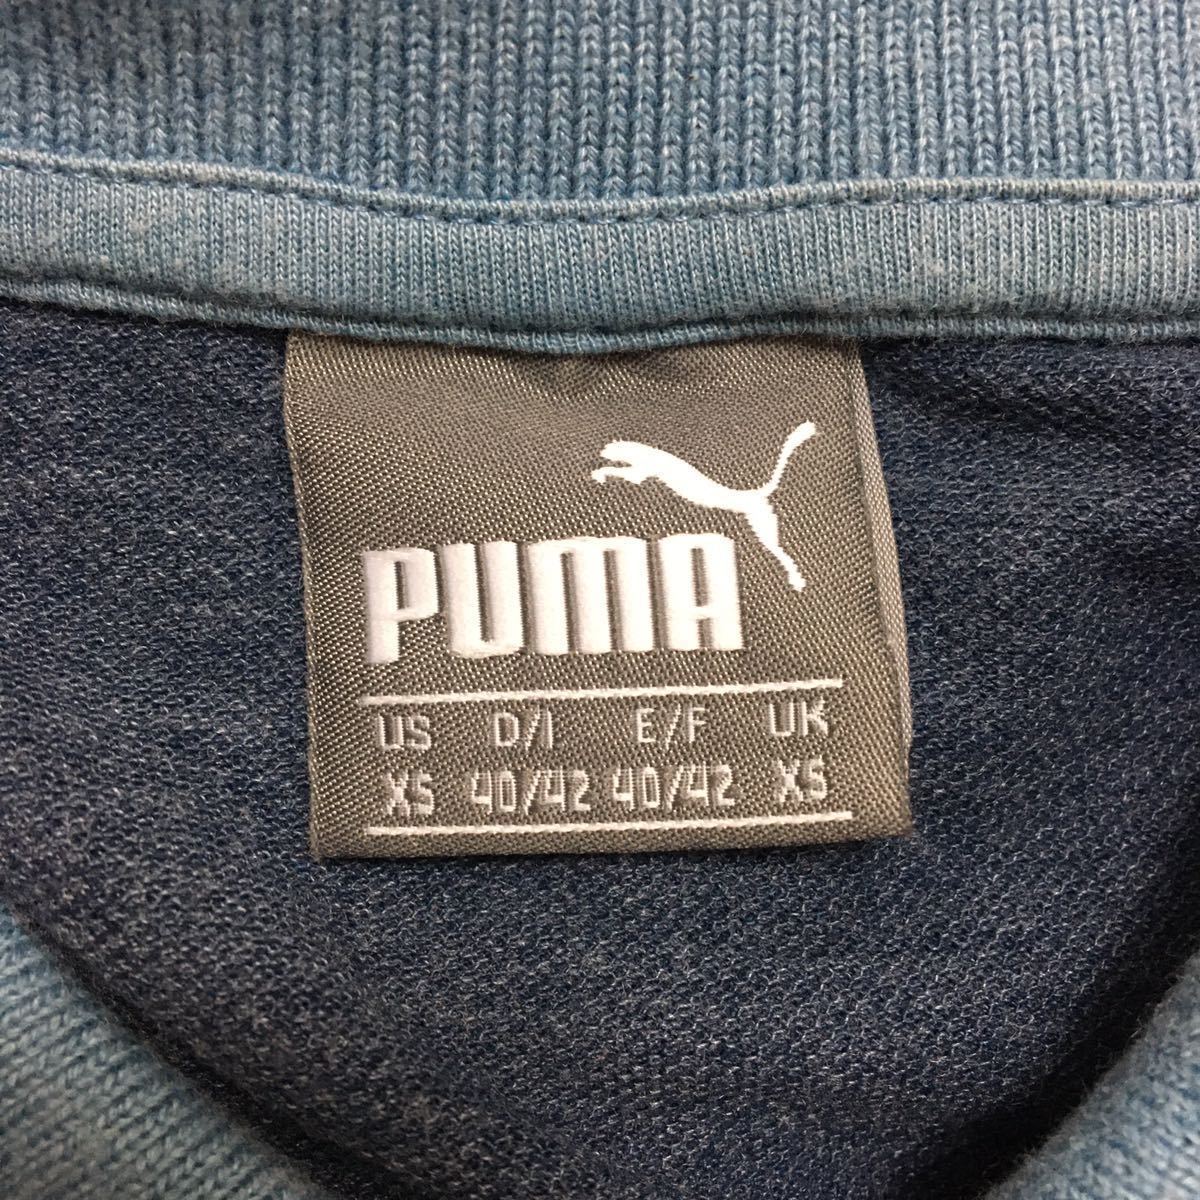 PUMA
US D/I E/F UK
XS 40/42 40/42 XS